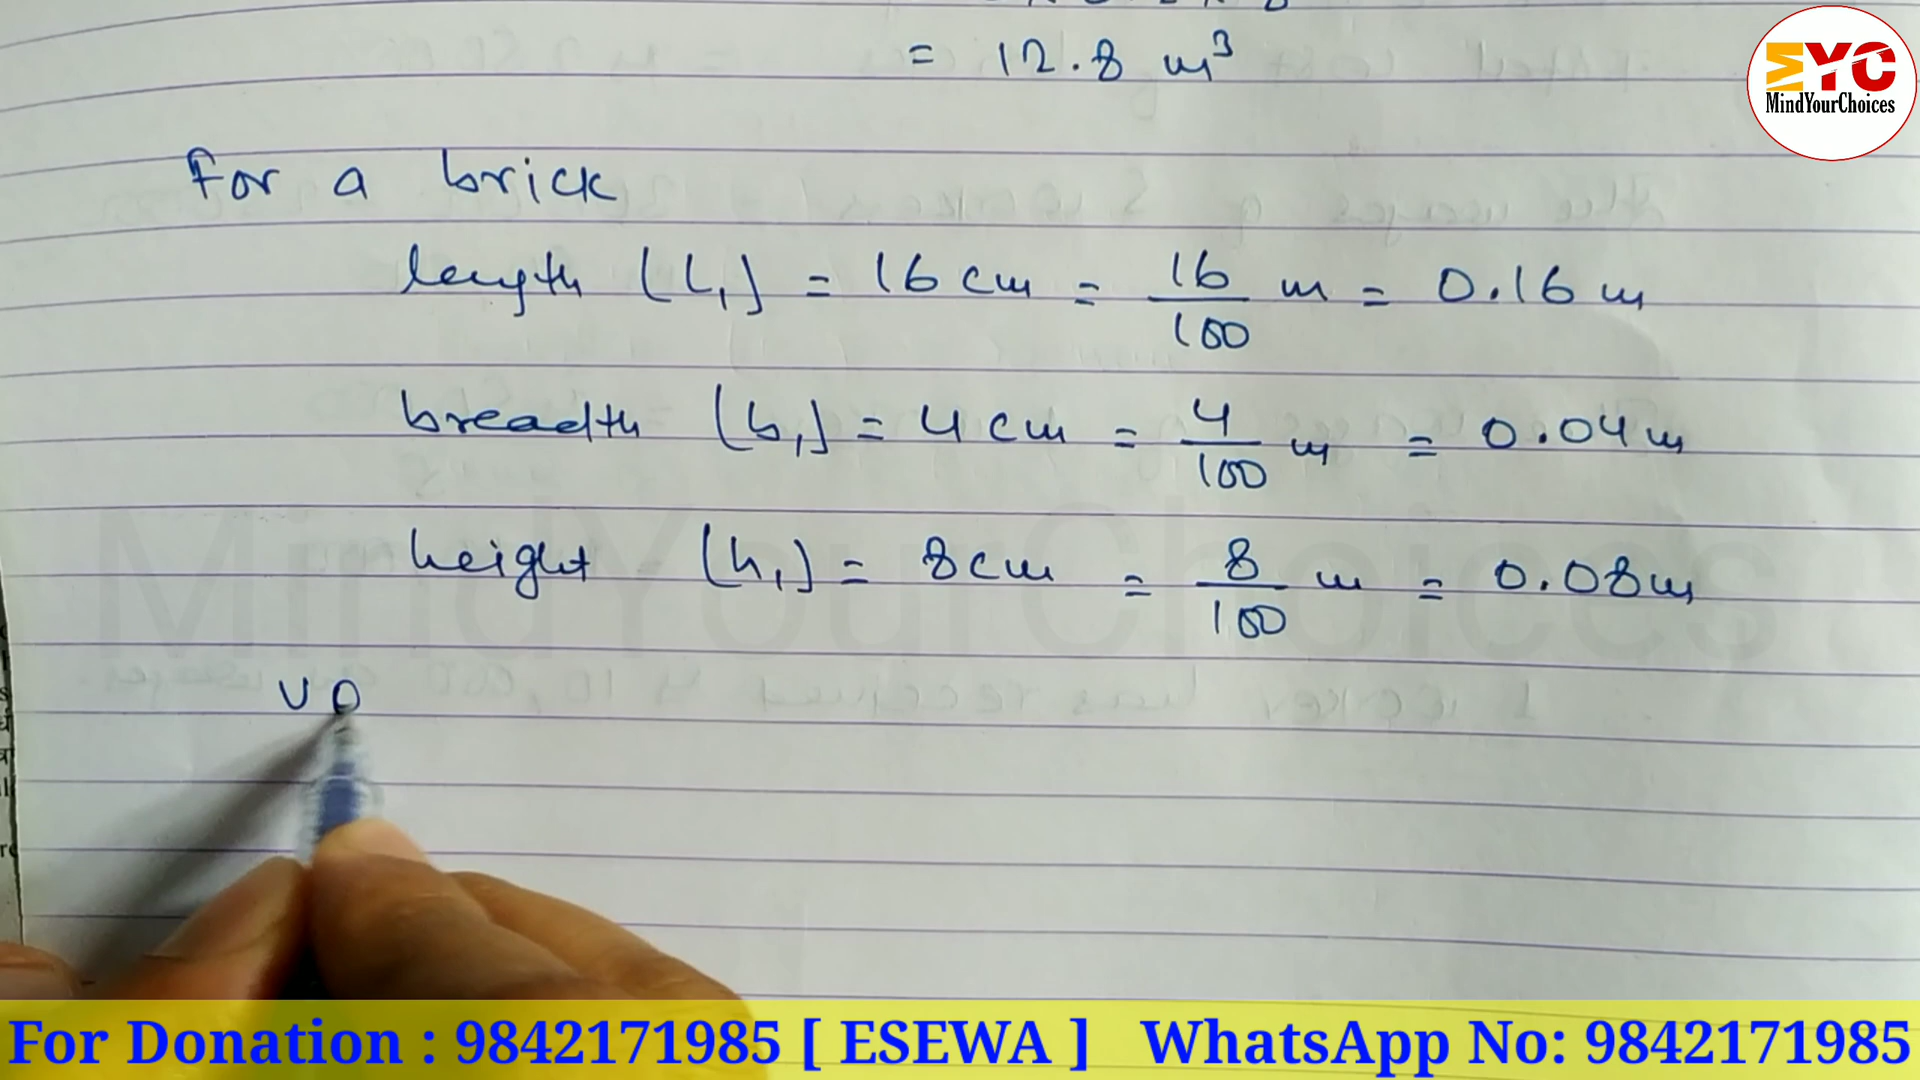 = 12.8 m³
MYC
MindYourChoices
For a brick
length (l₁) = 16 cm = 16/100 m = 0.16 m
breadth (b₁) = 4 cm = 4/100 m = 0.04 m
height (h₁) = 8 cm = 8/100 m = 0.08 m
MindYourChoices
vo
For Donation : 9842171985 [ ESEWA ] WhatsApp No: 9842171985